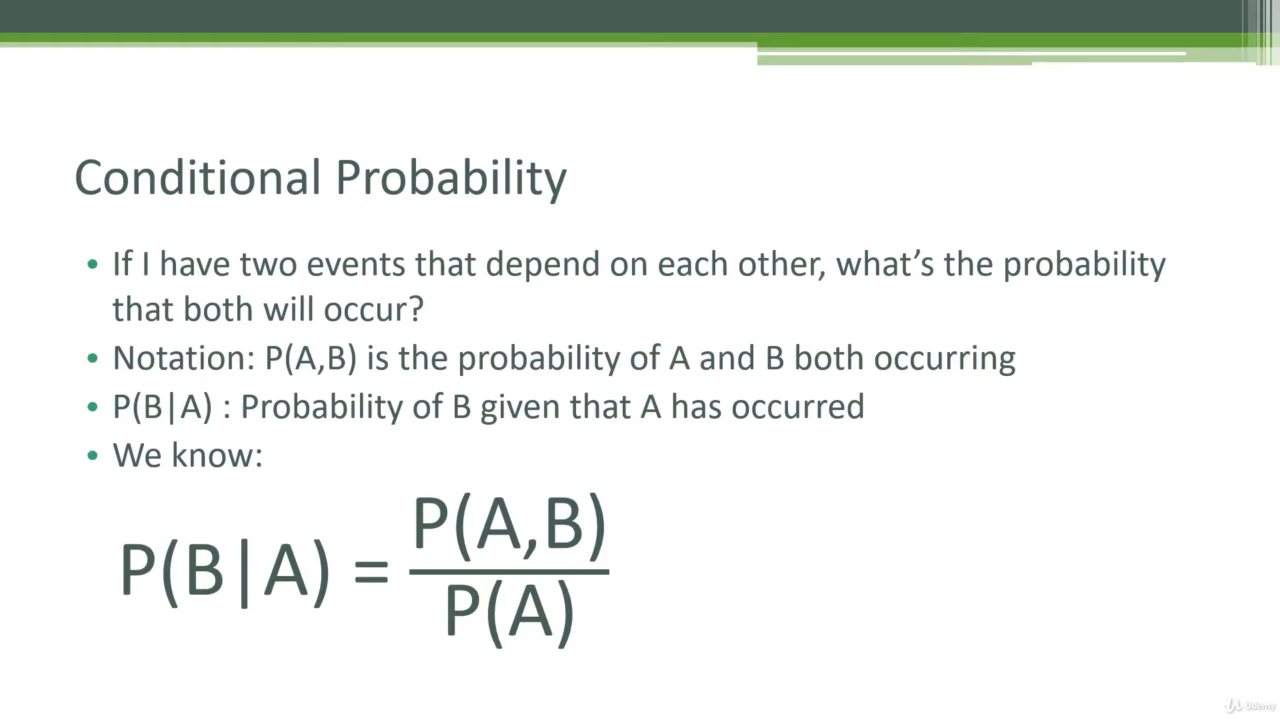 Conditional Probability
• If I have two events that depend on each other, what’s the probability
that both will occur?
• Notation: P(A,B) is the probability of A and B both occurring
• P(B|A) : Probability of B given that A has occurred
• We know:
P(A,B)
P(B|A) =
P(A)
Udemy